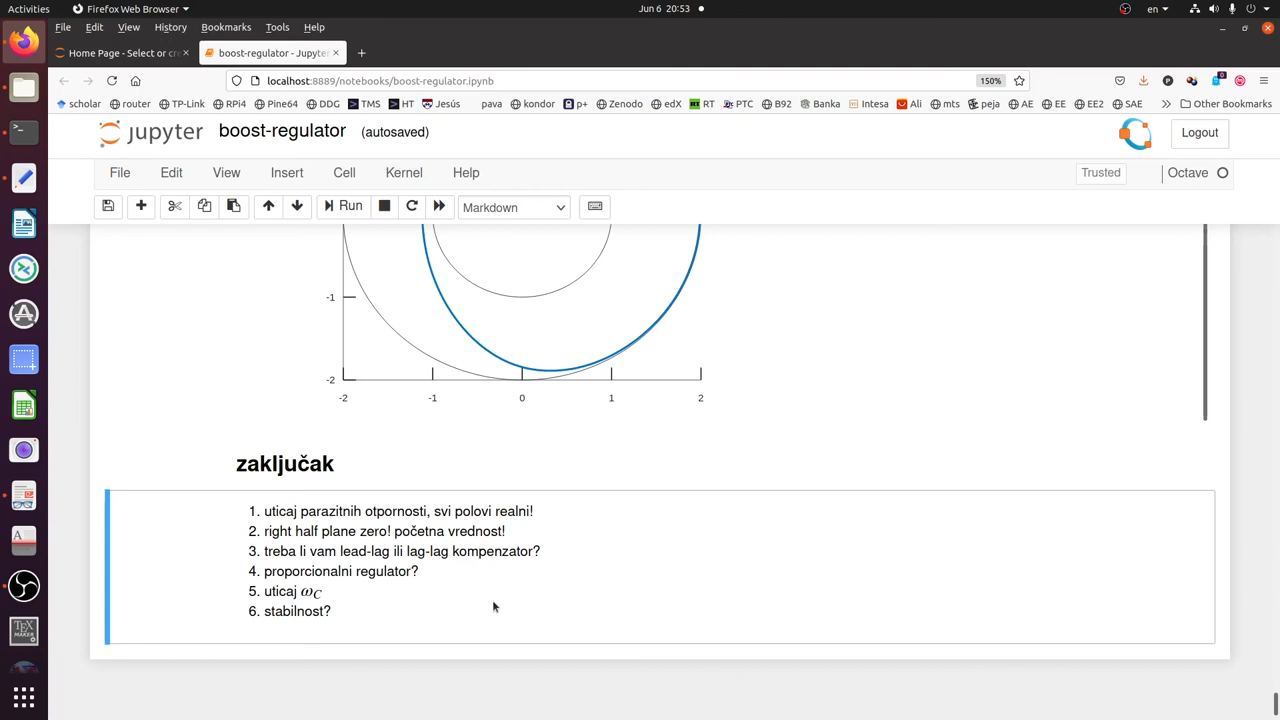 Activities Firefox Web Browser Jun 6 20:53 en
File Edit View History Bookmarks Tools Help
Home Page - Select or cre boost-regulator - Jupyte
localhost:8889/notebooks/boost-regulator.ipynb 150%
scholar router TP-Link RPi4 Pine64 DDG TMS HT Jesús pava kondor p+ Zenodo edX RT PTC B92 Banka Intesa Ali mts peja AE EE EE2 SAE Other Bookmarks
jupyter boost-regulator (autosaved) Logout
File Edit View Insert Cell Kernel Help Trusted Octave
Run Markdown
-1
-2
-2 -1 0 1 2
zaključak
1. uticaj parazitnih otpornosti, svi polovi realni!
2. right half plane zero! početna vrednost!
3. treba li vam lead-lag ili lag-lag kompenzator?
4. proporcionalni regulator?
5. uticaj ω_C
6. stabilnost?